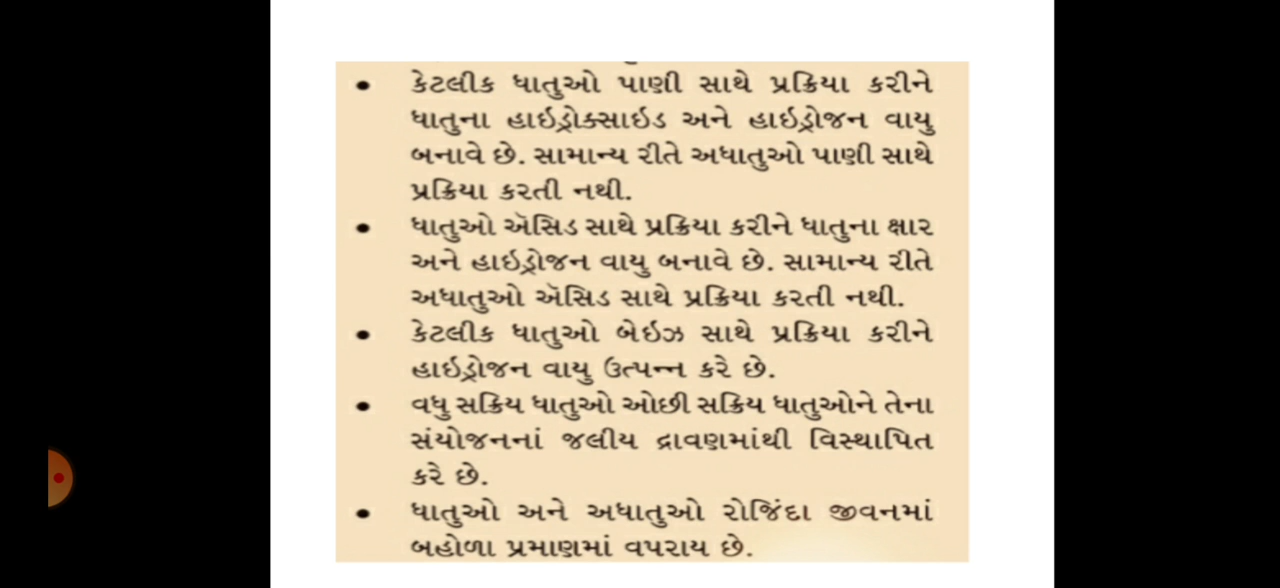 • કેટલીક ધાતુઓ પાણી સાથે પ્રક્રિયા કરીને
ધાતુના હાઇડ્રોક્સાઇડ અને હાઇડ્રોજન વાયુ
બનાવે છે. સામાન્ય રીતે અધાતુઓ પાણી સાથે
પ્રક્રિયા કરતી નથી.
• ધાતુઓ ઍસિડ સાથે પ્રક્રિયા કરીને ધાતુના ક્ષાર
અને હાઇડ્રોજન વાયુ બનાવે છે. સામાન્ય રીતે
અધાતુઓ ઍસિડ સાથે પ્રક્રિયા કરતી નથી.
• કેટલીક ધાતુઓ બેઇઝ સાથે પ્રક્રિયા કરીને
હાઇડ્રોજન વાયુ ઉત્પન્ન કરે છે.
• વધુ સક્રિય ધાતુઓ ઓછી સક્રિય ધાતુઓને તેના
સંયોજનનાં જલીય દ્રાવણમાંથી વિસ્થાપિત
કરે છે.
• ધાતુઓ અને અધાતુઓ રોજિંદા જીવનમાં
બહોળા પ્રમાણમાં વપરાય છે.